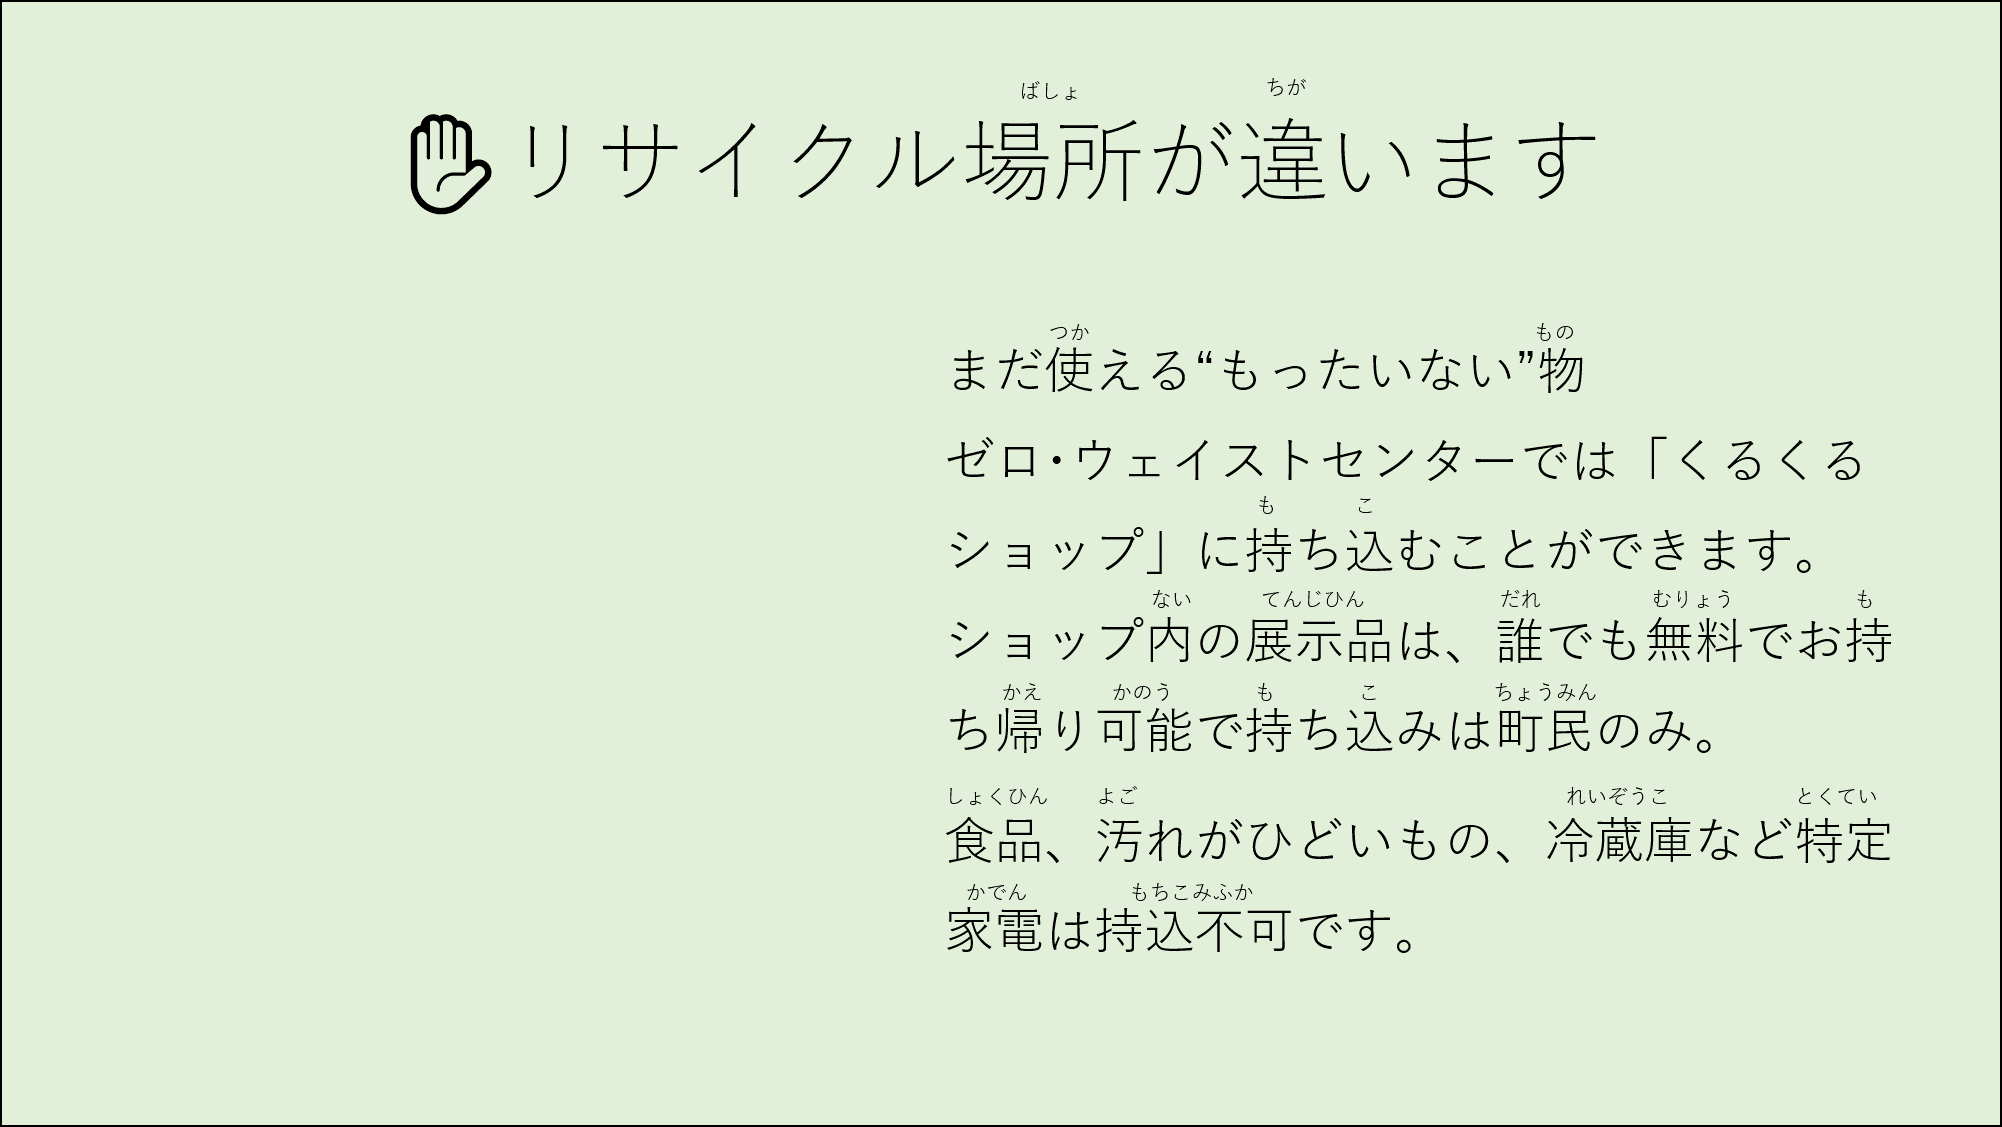 ばしょ ちが
リサイクル場所が違います
つか もの
まだ使える“もったいない”物
ゼロ・ウェイストセンターでは「くるくる
も こ
ショップ」に持ち込むことができます。
ない てんじひん だれ むりょう も
ショップ内の展示品は、誰でも無料でお持
かえ かのう も こ ちょうみん
ち帰り可能で持ち込みは町民のみ。
しょくひん よご れいぞうこ とくてい
食品、汚れがひどいもの、冷蔵庫など特定
かでん もちこみふか
家電は持込不可です。